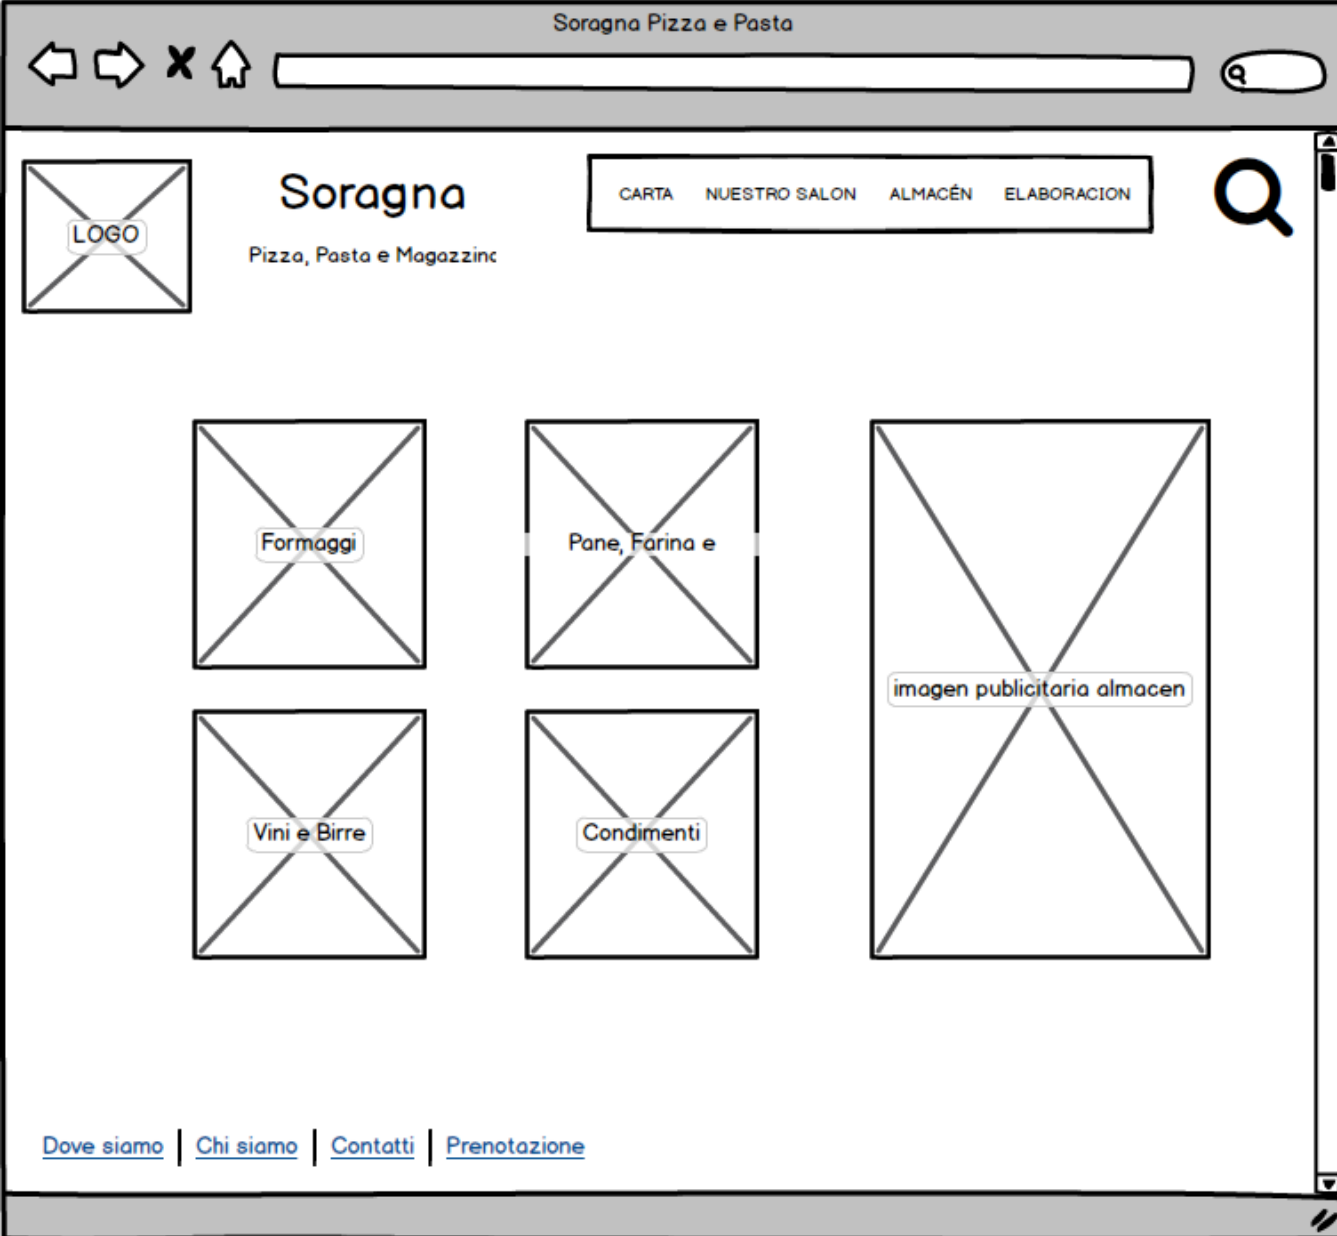 Soragna Pizza e Pasta
LOGO
Soragna
Pizza, Pasta e Magazzino
CARTA NUESTRO SALON ALMACÉN ELABORACION
Formaggi
Pane, Farina e
imagen publicitaria almacen
Vini e Birre
Condimenti
Dove siamo Chi siamo Contatti Prenotazione